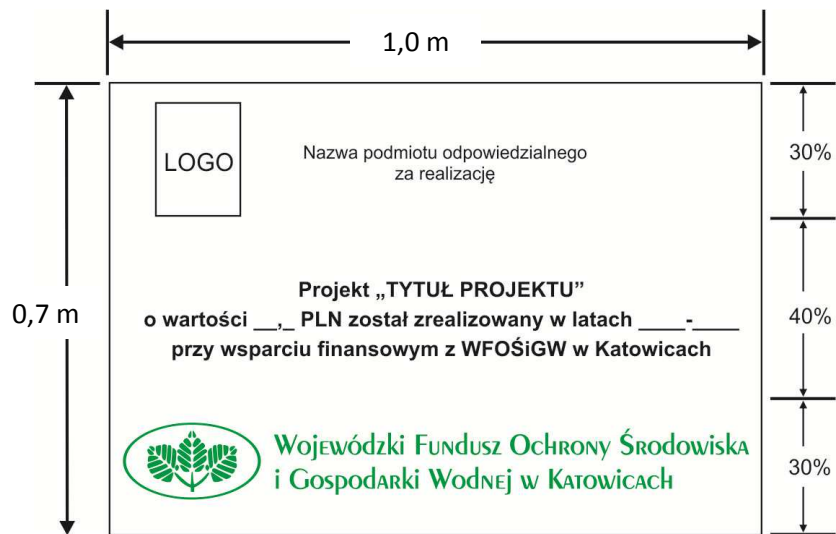 1,0 m
LOGO
Nazwa podmiotu odpowiedzialnego
za realizację
30%
0,7 m
Projekt „TYTUŁ PROJEKTU”
o wartości __,_ PLN został zrealizowany w latach ____-____
przy wsparciu finansowym z WFOŚiGW w Katowicach
40%
Wojewódzki Fundusz Ochrony Środowiska
i Gospodarki Wodnej w Katowicach
30%